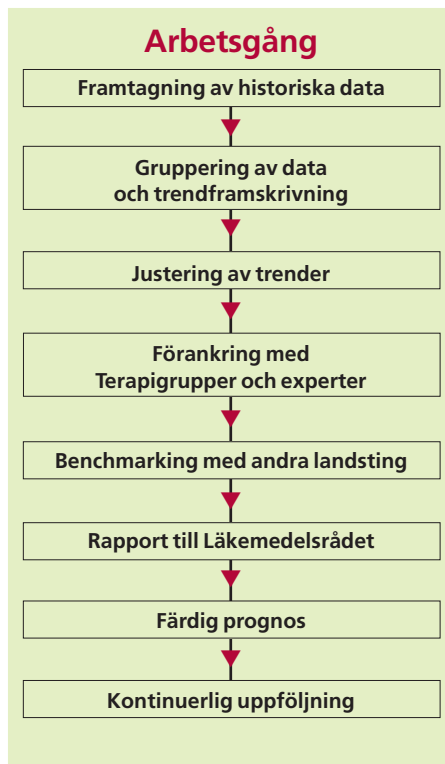 Arbetsgång
Framtagning av historiska data
Gruppering av data
och trendframskrivning
Justering av trender
Förankring med
Terapigrupper och experter
Benchmarking med andra landsting
Rapport till Läkemedelsrådet
Färdig prognos
Kontinuerlig uppföljning